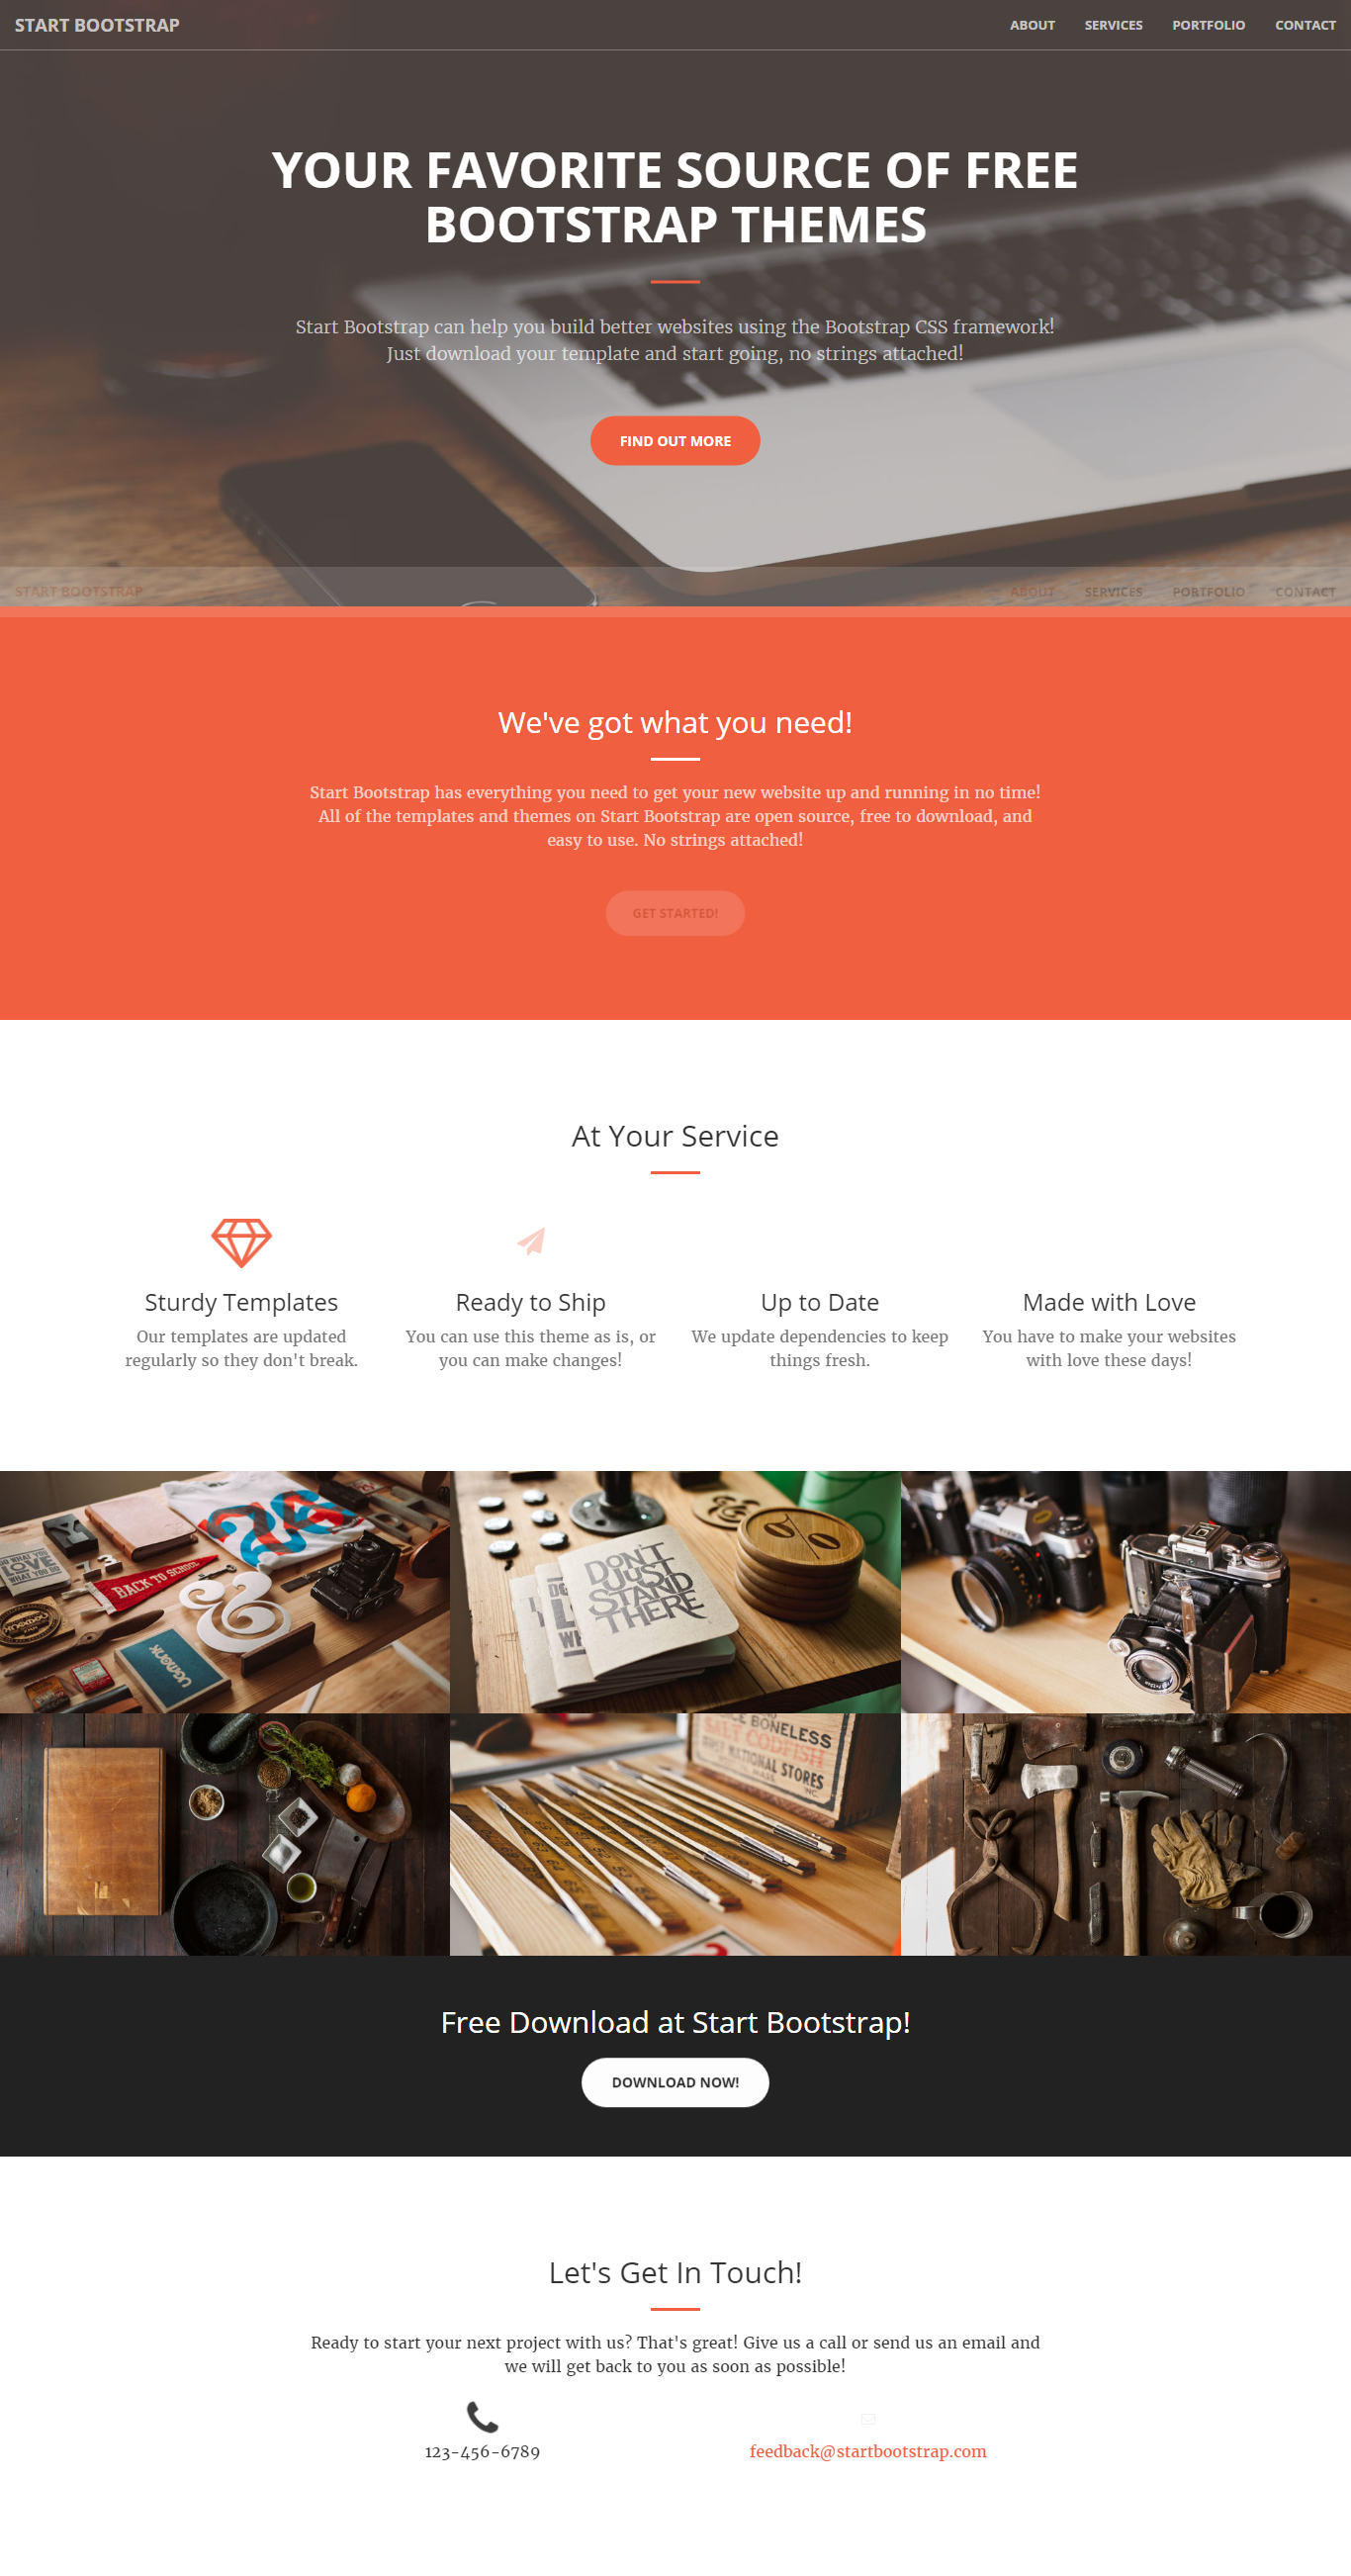 START BOOTSTRAP
ABOUT SERVICES PORTFOLIO CONTACT
YOUR FAVORITE SOURCE OF FREE
BOOTSTRAP THEMES
Start Bootstrap can help you build better websites using the Bootstrap CSS framework!
Just download your template and start going, no strings attached!
FIND OUT MORE
START BOOTSTRAP
ABOUT SERVICES PORTFOLIO CONTACT
We've got what you need!
Start Bootstrap has everything you need to get your new website up and running in no time!
All of the templates and themes on Start Bootstrap are open source, free to download, and
easy to use. No strings attached!
GET STARTED!
At Your Service
Sturdy Templates
Our templates are updated
regularly so they don't break.
Ready to Ship
You can use this theme as is, or
you can make changes!
Up to Date
We update dependencies to keep
things fresh.
Made with Love
You have to make your websites
with love these days!
LOVE
WHAT YOU DO
BACK TO SCHOOL
DON'T
JUST
STAND
THERE
BONELESS
CODFISH
NATIONAL STORES
Free Download at Start Bootstrap!
DOWNLOAD NOW!
Let's Get In Touch!
Ready to start your next project with us? That's great! Give us a call or send us an email and
we will get back to you as soon as possible!
123-456-6789
feedback@startbootstrap.com